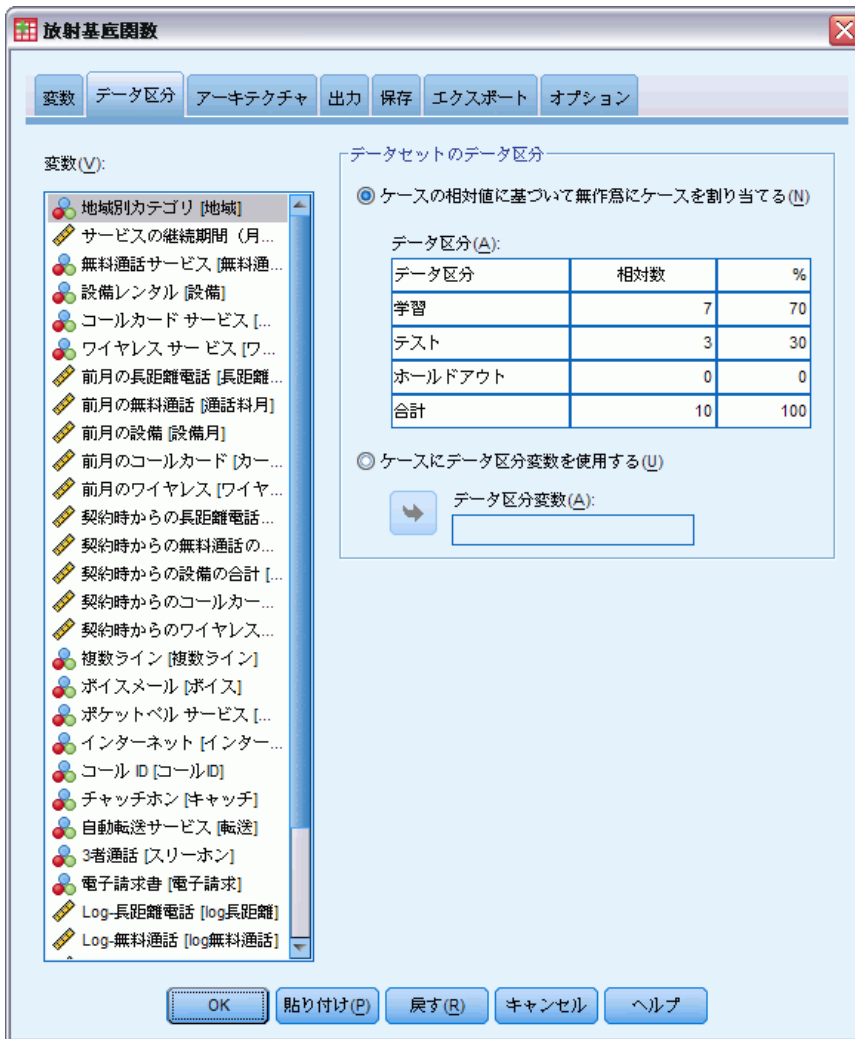 放射基底関数
変数 データ区分 アーキテクチャ 出力 保存 エクスポート オプション
変数(V):
地域別カテゴリ [地域]
サービスの継続期間（月...
無料通話サービス [無料通...
設備レンタル [設備]
コールカード サービス [...
ワイヤレス サー ビス [ワ...
前月の長距離電話 [長距離...
前月の無料通話 [通話料月]
前月の設備 [設備月]
前月のコールカード [カー...
前月のワイヤレス [ワイヤ...
契約時からの長距離電話...
契約時からの無料通話の...
契約時からの設備の合計 [...
契約時からのコールカー...
契約時からのワイヤレス...
複数ライン [複数ライン]
ボイスメール [ボイス]
ポケットベル サービス [...
インターネット [インター...
コール ID [コールID]
チャッチホン [キャッチ]
自動転送サービス [転送]
3者通話 [スリーホン]
電子請求書 [電子請求]
Log-長距離電話 [log長距離]
Log-無料通話 [log無料通話]
データセットのデータ区分
ケースの相対値に基づいて無作為にケースを割り当てる(N)
データ区分(A):
データ区分 相対数 %
学習 7 70
テスト 3 30
ホールドアウト 0 0
合計 10 100
ケースにデータ区分変数を使用する(U)
データ区分変数(A):
OK 貼り付け(P) 戻す(R) キャンセル ヘルプ